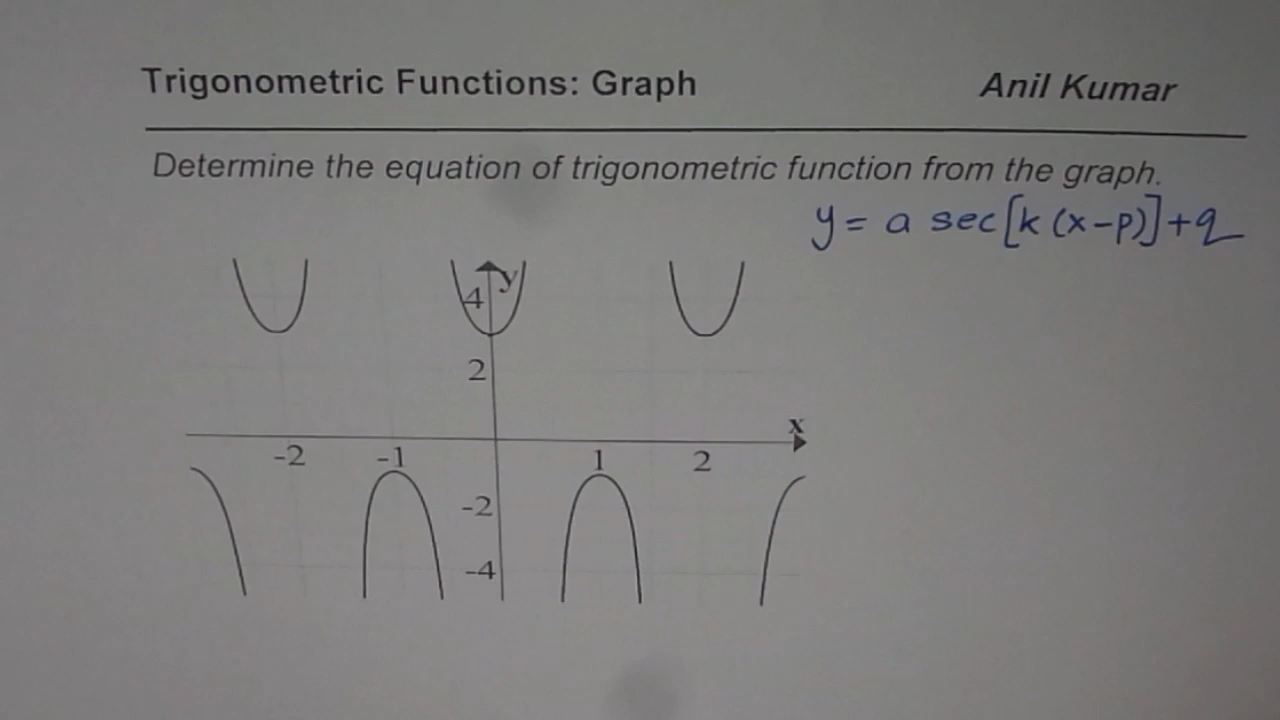 Trigonometric Functions: Graph Anil Kumar
Determine the equation of trigonometric function from the graph.
y = a sec[k (x-p)]+q
y
4
2
x
-2 -1 1 2
-2
-4